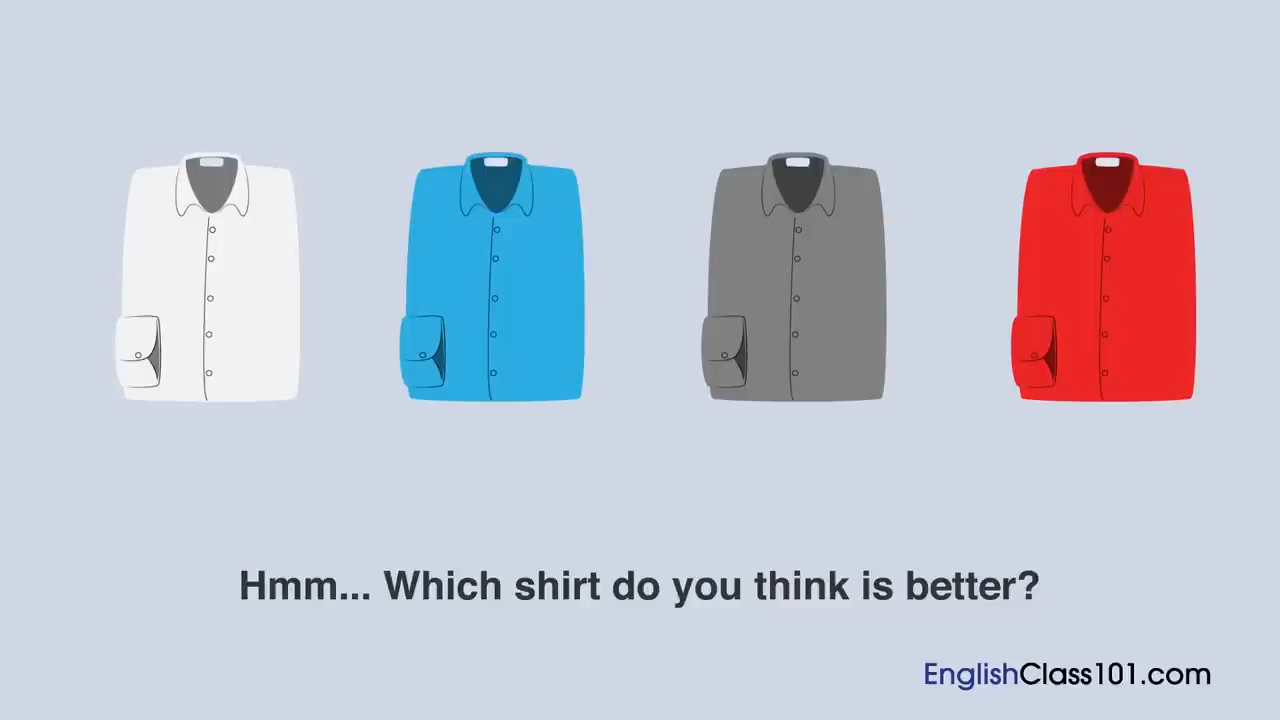 Hmm... Which shirt do you think is better?
EnglishClass101.com